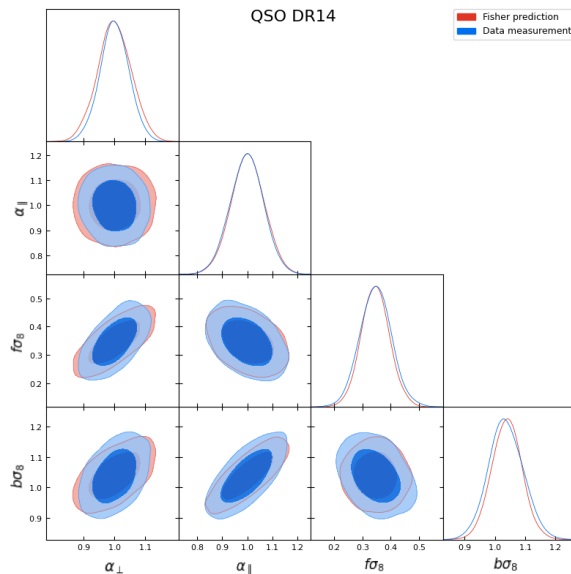 QSO DR14
Fisher prediction
Data measurement
1.2
1.1
1.0
0.9
0.8
α∥
0.5
0.4
0.3
0.2
fσ8
1.2
1.1
1.0
0.9
bσ8
0.9 1.0 1.1
0.8 0.9 1.0 1.1 1.2
0.2 0.3 0.4 0.5
0.9 1.0 1.1 1.2
α⊥ α∥ fσ8 bσ8